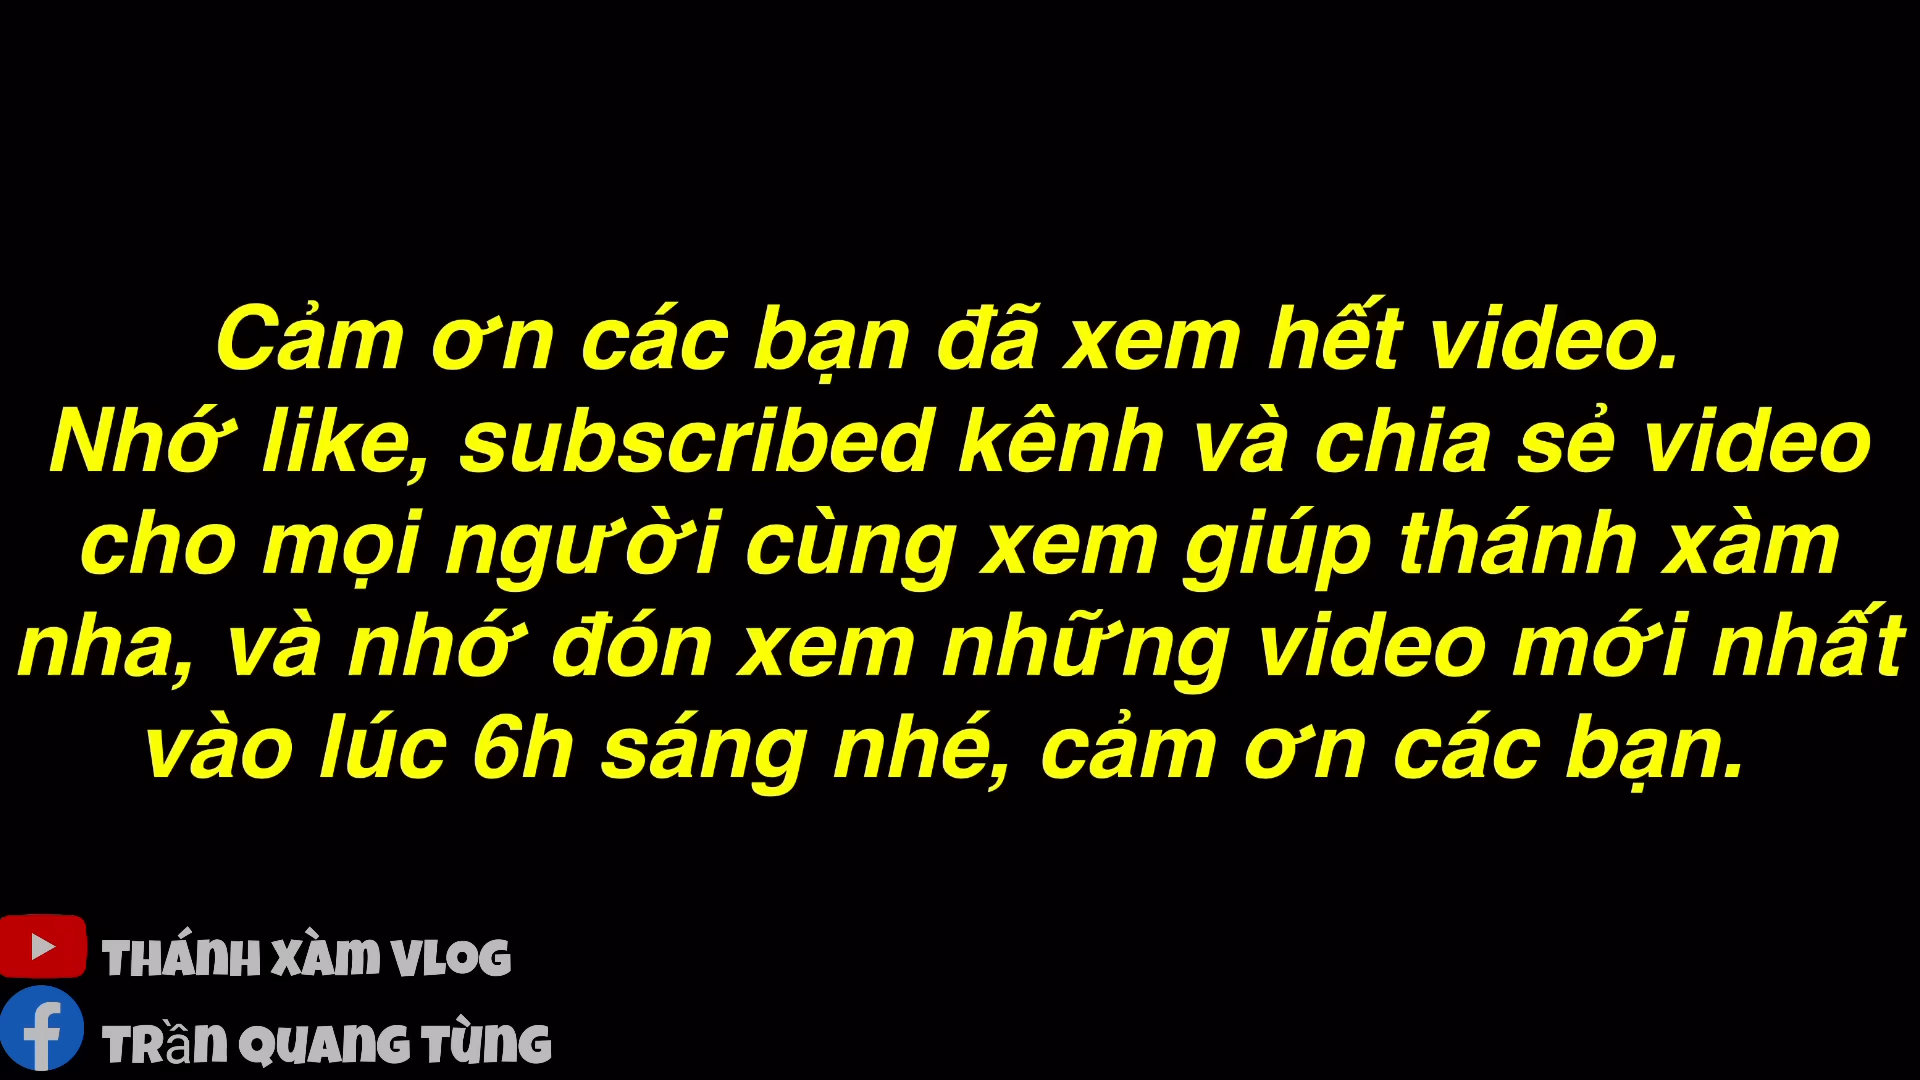 Cảm ơn các bạn đã xem hết video.
Nhớ like, subscribed kênh và chia sẻ video
cho mọi người cùng xem giúp thánh xàm
nha, và nhớ đón xem những video mới nhất
vào lúc 6h sáng nhé, cảm ơn các bạn.
THÁNH XÀM VLOG
TRẦN QUANG TÙNG